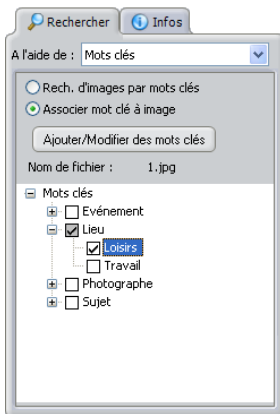 Rechercher Infos
A l'aide de : Mots clés
Rech. d'images par mots clés
Associer mot clé à image
Ajouter/Modifier des mots clés
Nom de fichier : 1.jpg
Mots clés
Evénement
Lieu
Loisirs
Travail
Photographe
Sujet